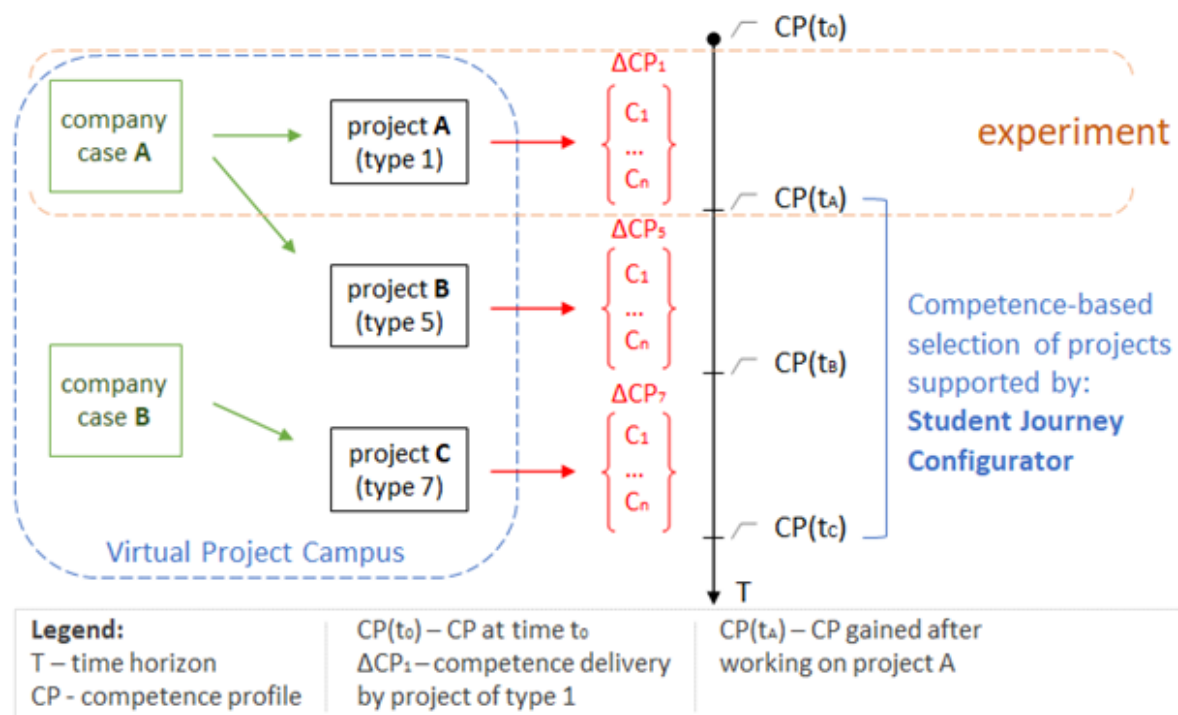 CP(t₀)
ΔCP₁
company
case A
project A
(type 1)
C₁
...
Cₙ
experiment
CP(tA)
ΔCP₅
project B
(type 5)
C₁
...
Cₙ
Competence-based
selection of projects
supported by:
Student Journey
Configurator
CP(tB)
company
case B
ΔCP₇
project C
(type 7)
C₁
...
Cₙ
CP(tC)
Virtual Project Campus
T
Legend:
T – time horizon
CP - competence profile
CP(t₀) – CP at time t₀
ΔCP₁ – competence delivery
by project of type 1
CP(tA) – CP gained after
working on project A